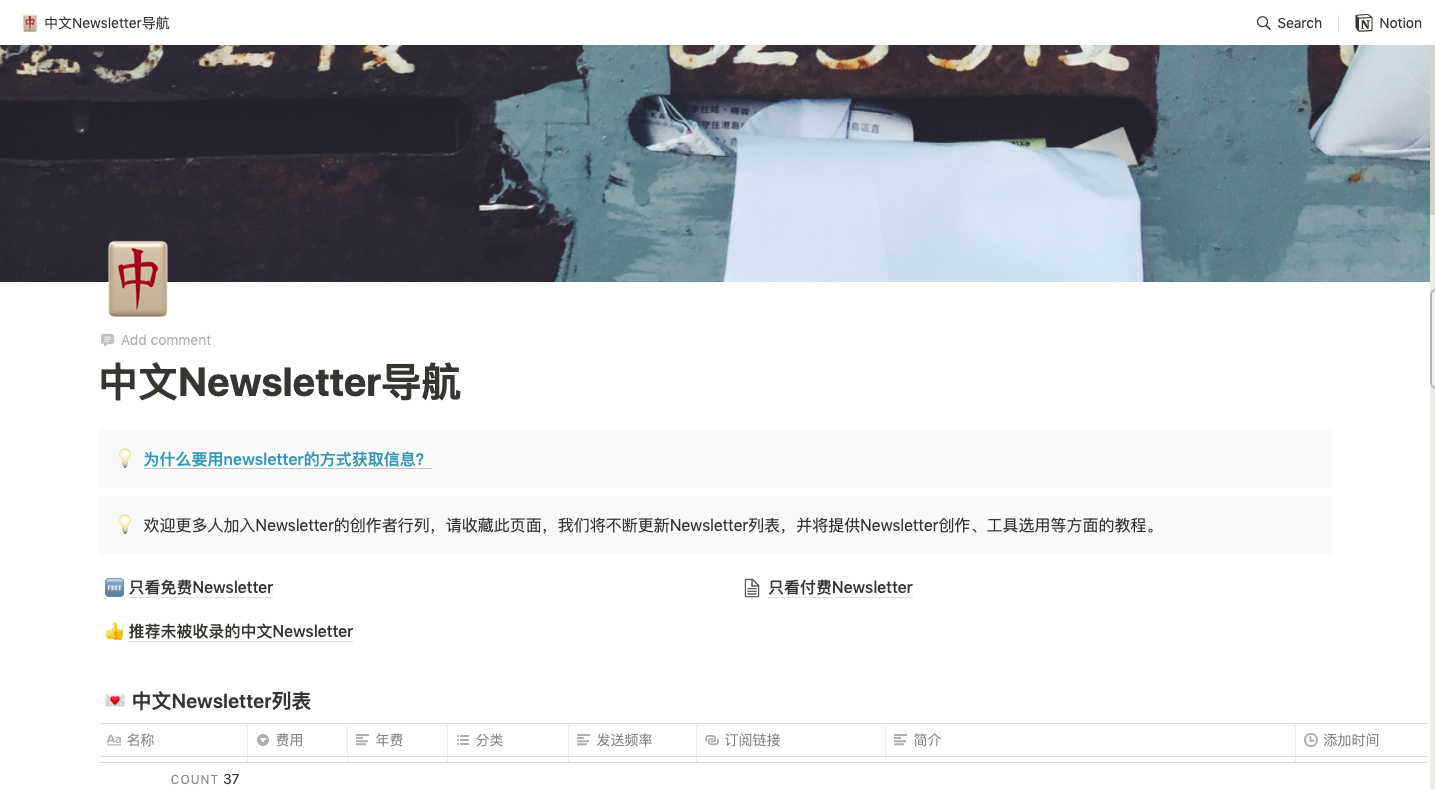 🀄 中文Newsletter导航
Search
Notion
中
Add comment
中文Newsletter导航
为什么要用newsletter的方式获取信息？
欢迎更多人加入Newsletter的创作者行列，请收藏此页面，我们将不断更新Newsletter列表，并将提供Newsletter创作、工具选用等方面的教程。
FREE 只看免费Newsletter
只看付费Newsletter
推荐未被收录的中文Newsletter
中文Newsletter列表
Aa 名称 费用 年费 分类 发送频率 订阅链接 简介 添加时间
COUNT 37